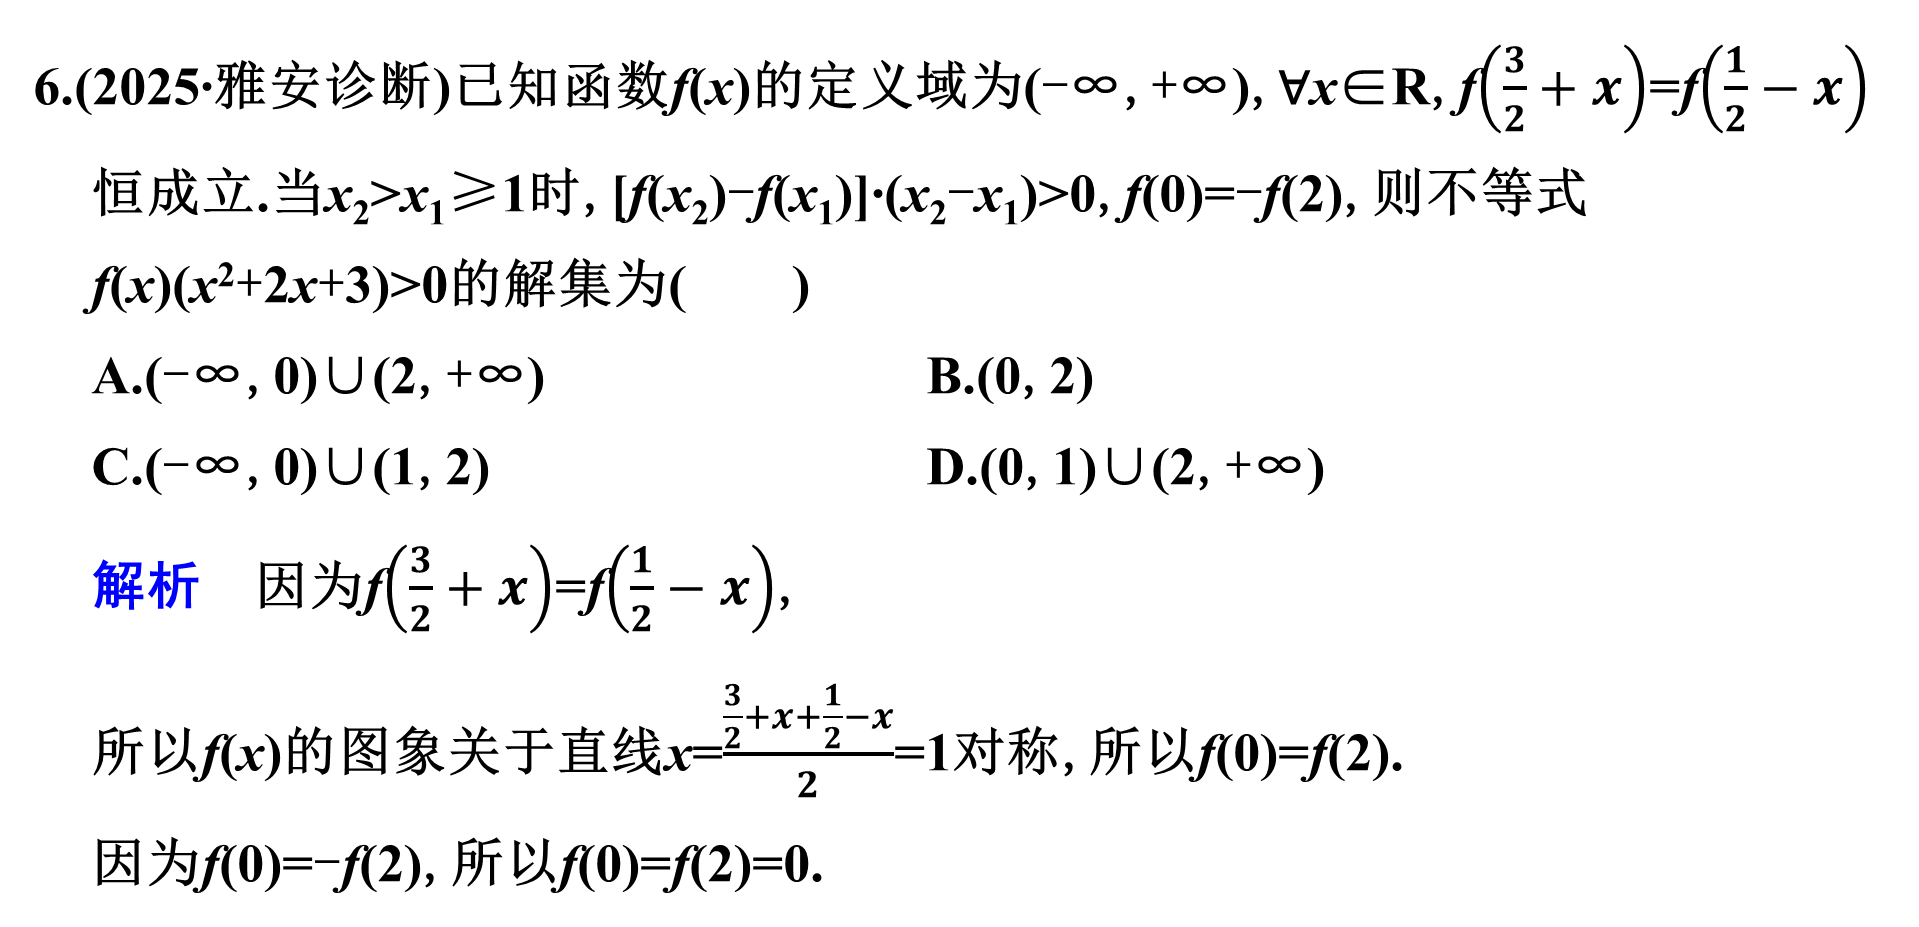 6.(2025·雅安诊断)已知函数f(x)的定义域为(−∞, +∞), ∀x∈R, f(3/2 + x)=f(1/2 − x)
恒成立.当x₂>x₁⩾1时, [f(x₂)−f(x₁)]·(x₂−x₁)>0, f(0)=−f(2), 则不等式
f(x)(x²+2x+3)>0的解集为(  )
A.(−∞, 0)∪(2, +∞) B.(0, 2)
C.(−∞, 0)∪(1, 2) D.(0, 1)∪(2, +∞)
解析 因为f(3/2 + x)=f(1/2 − x),
所以f(x)的图象关于直线x=(3/2+x+1/2−x)/2=1对称, 所以f(0)=f(2).
因为f(0)=−f(2), 所以f(0)=f(2)=0.